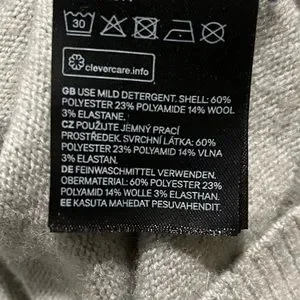 30
clevercare.info
GB USE MILD DETERGENT. SHELL: 60%
POLYESTER 23% POLYAMIDE 14% WOOL
3% ELASTANE.
CZ POUŽIJTE JEMNÝ PRACÍ
PROSTŘEDEK. SVRCHNÍ LÁTKA: 60%
POLYESTER 23% POLYAMID 14% VLNA
3% ELASTAN.
DE FEINWASCHMITTEL VERWENDEN.
OBERMATERIAL: 60% POLYESTER 23%
POLYAMID 14% WOLLE 3% ELASTHAN.
EE KASUTA MAHEDAT PESUVAHENDIT.